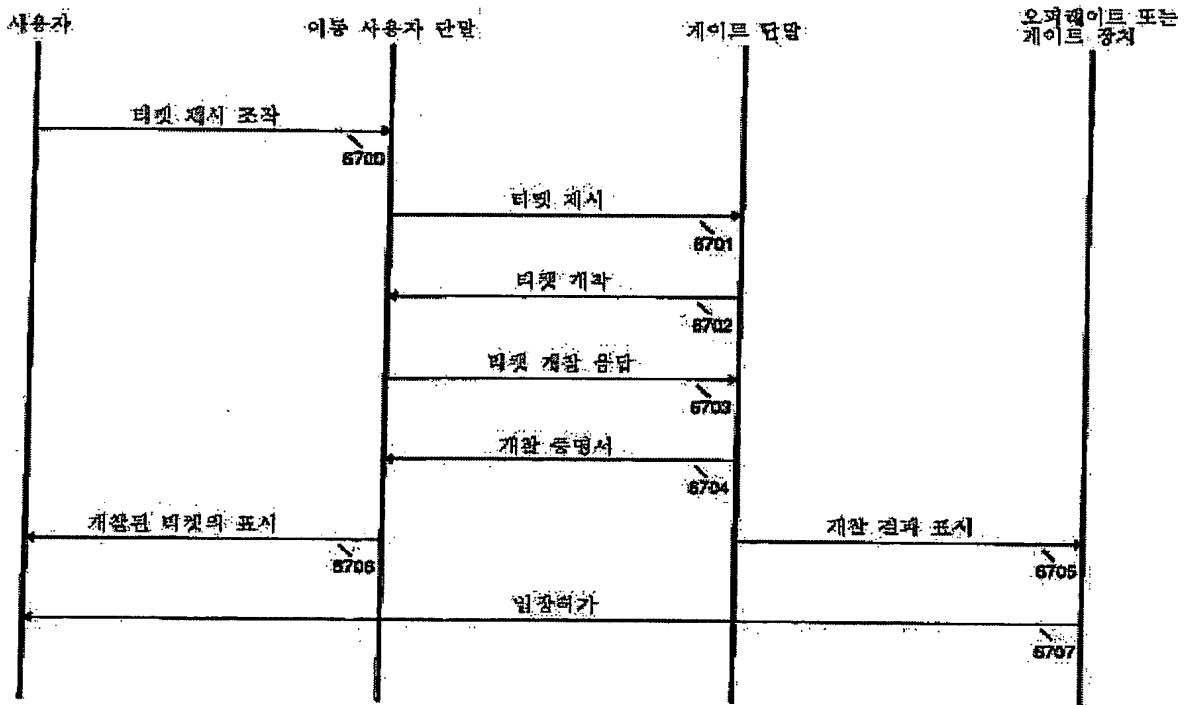 사용자
이동 사용자 단말
게이트 단말
오퍼레이트 또는
게이트 장치
티켓 제시 조작
6700
티켓 제시
6701
티켓 개찰
6702
티켓 개찰 응답
6703
개찰 증명서
6704
개찰된 티켓의 표시
6706
개찰 결과 표시
6705
입장허가
6707